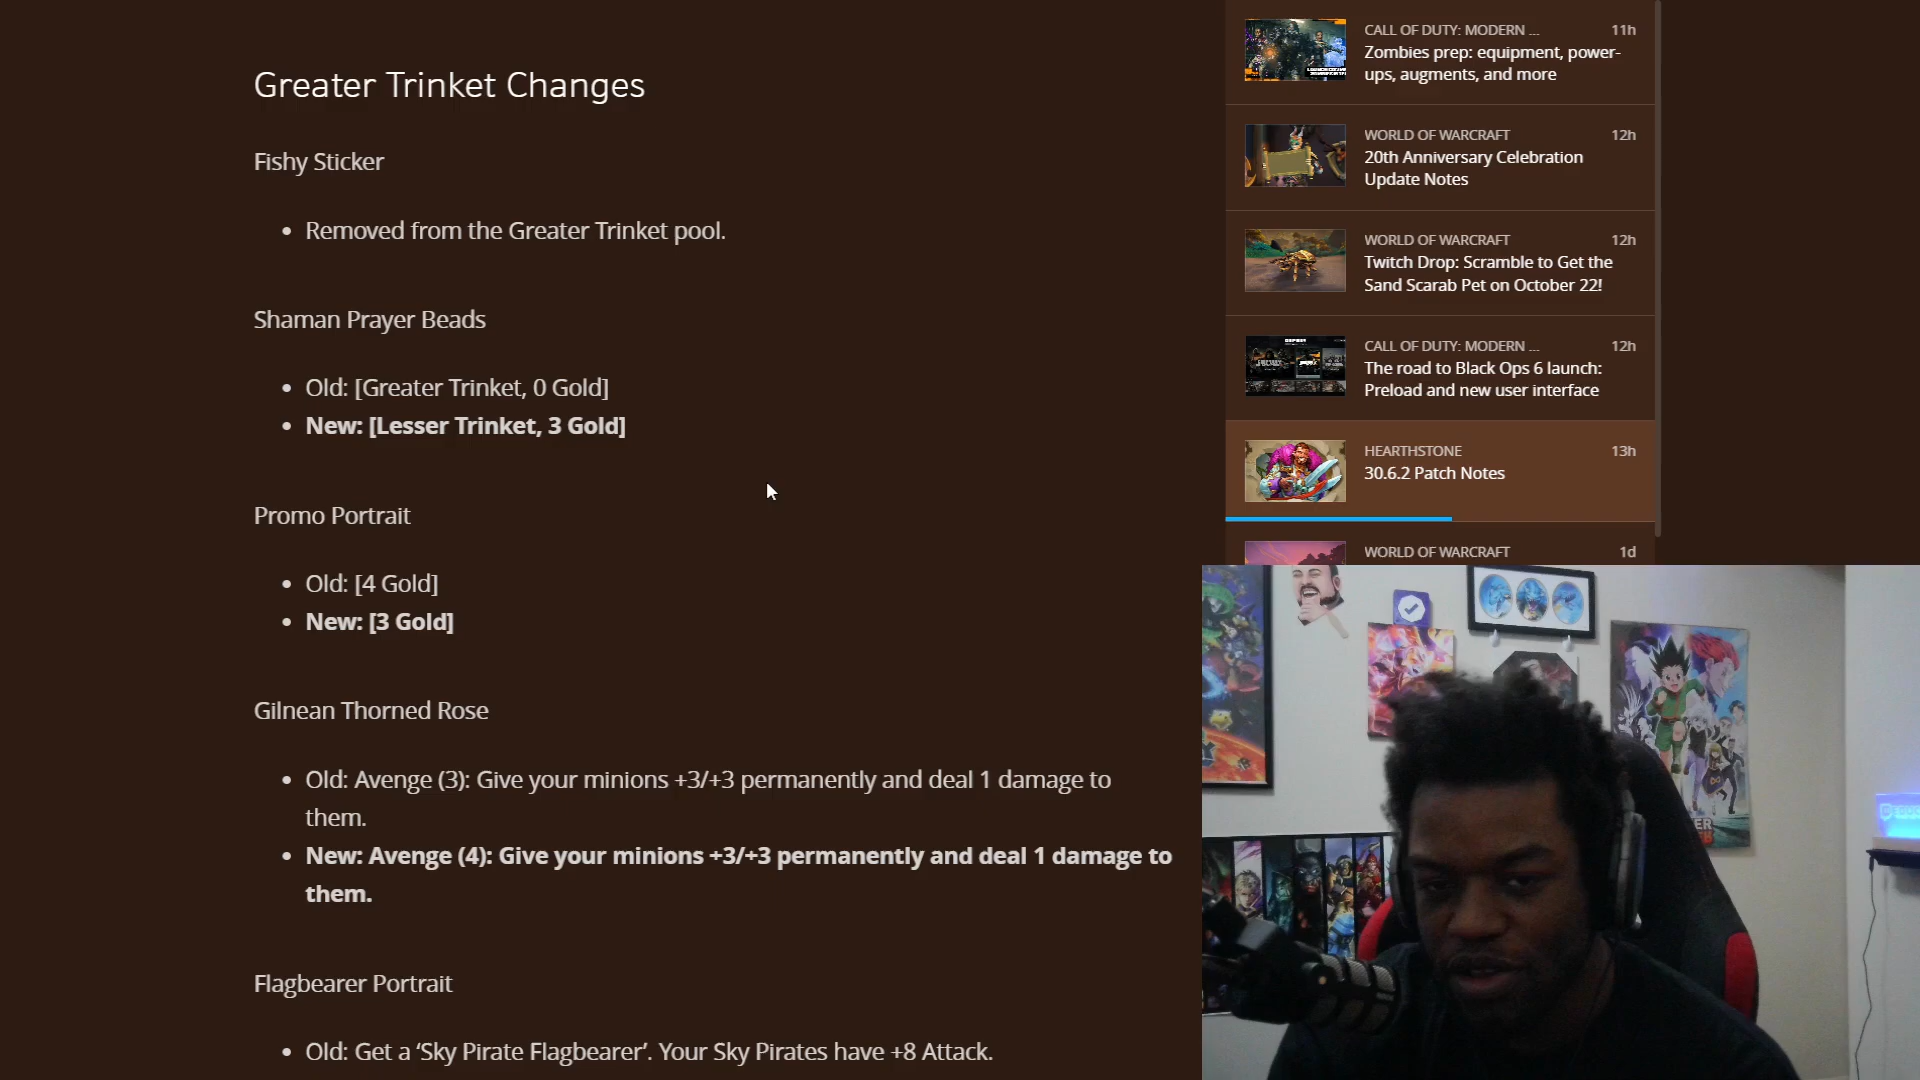 Greater Trinket Changes
Fishy Sticker
• Removed from the Greater Trinket pool.
Shaman Prayer Beads
• Old: [Greater Trinket, 0 Gold]
• New: [Lesser Trinket, 3 Gold]
Promo Portrait
• Old: [4 Gold]
• New: [3 Gold]
Gilnean Thorned Rose
• Old: Avenge (3): Give your minions +3/+3 permanently and deal 1 damage to
them.
• New: Avenge (4): Give your minions +3/+3 permanently and deal 1 damage to
them.
Flagbearer Portrait
• Old: Get a ‘Sky Pirate Flagbearer’. Your Sky Pirates have +8 Attack.
CALL OF DUTY: MODERN ... 11h
Zombies prep: equipment, power-
ups, augments, and more
WORLD OF WARCRAFT 12h
20th Anniversary Celebration
Update Notes
WORLD OF WARCRAFT 12h
Twitch Drop: Scramble to Get the
Sand Scarab Pet on October 22!
CALL OF DUTY: MODERN ... 12h
The road to Black Ops 6 launch:
Preload and new user interface
HEARTHSTONE 13h
30.6.2 Patch Notes
WORLD OF WARCRAFT 1d